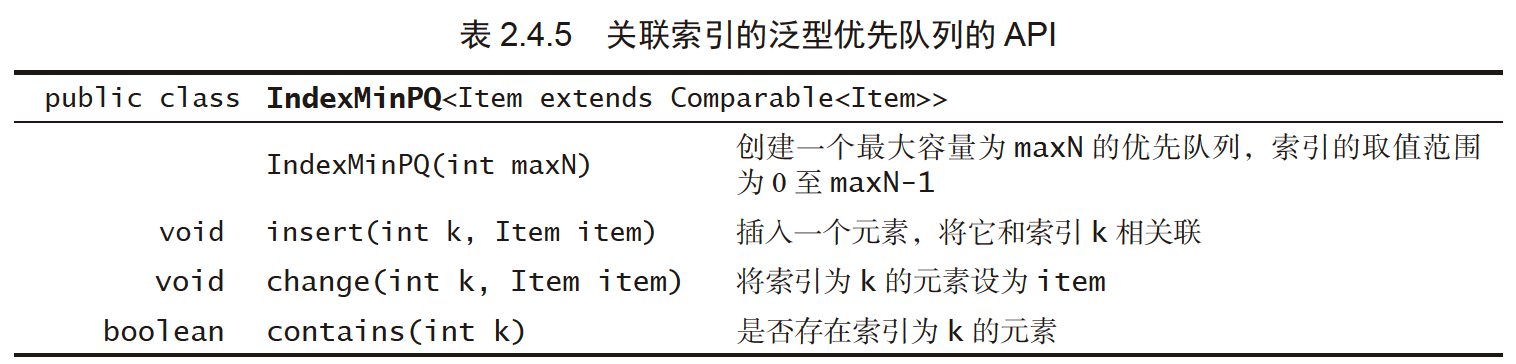 表 2.4.5 关联索引的泛型优先队列的 API
public class IndexMinPQ<Item extends Comparable<Item>>
IndexMinPQ(int maxN) 创建一个最大容量为 maxN 的优先队列，索引的取值范围
为 0 至 maxN-1
void insert(int k, Item item) 插入一个元素，将它和索引 k 相关联
void change(int k, Item item) 将索引为 k 的元素设为 item
boolean contains(int k) 是否存在索引为 k 的元素